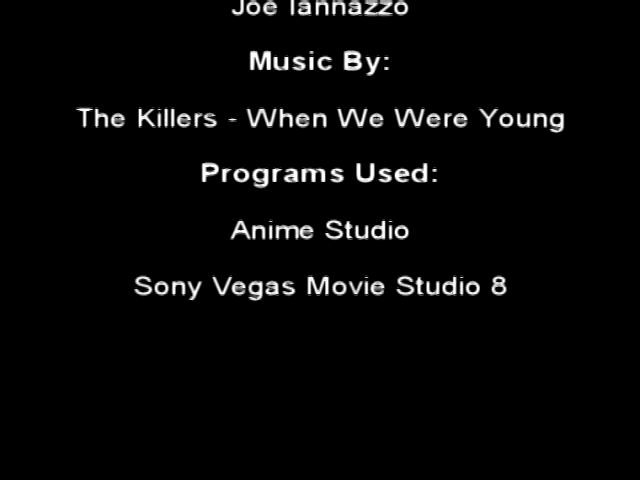 Joe Iannazzo
Music By:
The Killers - When We Were Young
Programs Used:
Anime Studio
Sony Vegas Movie Studio 8